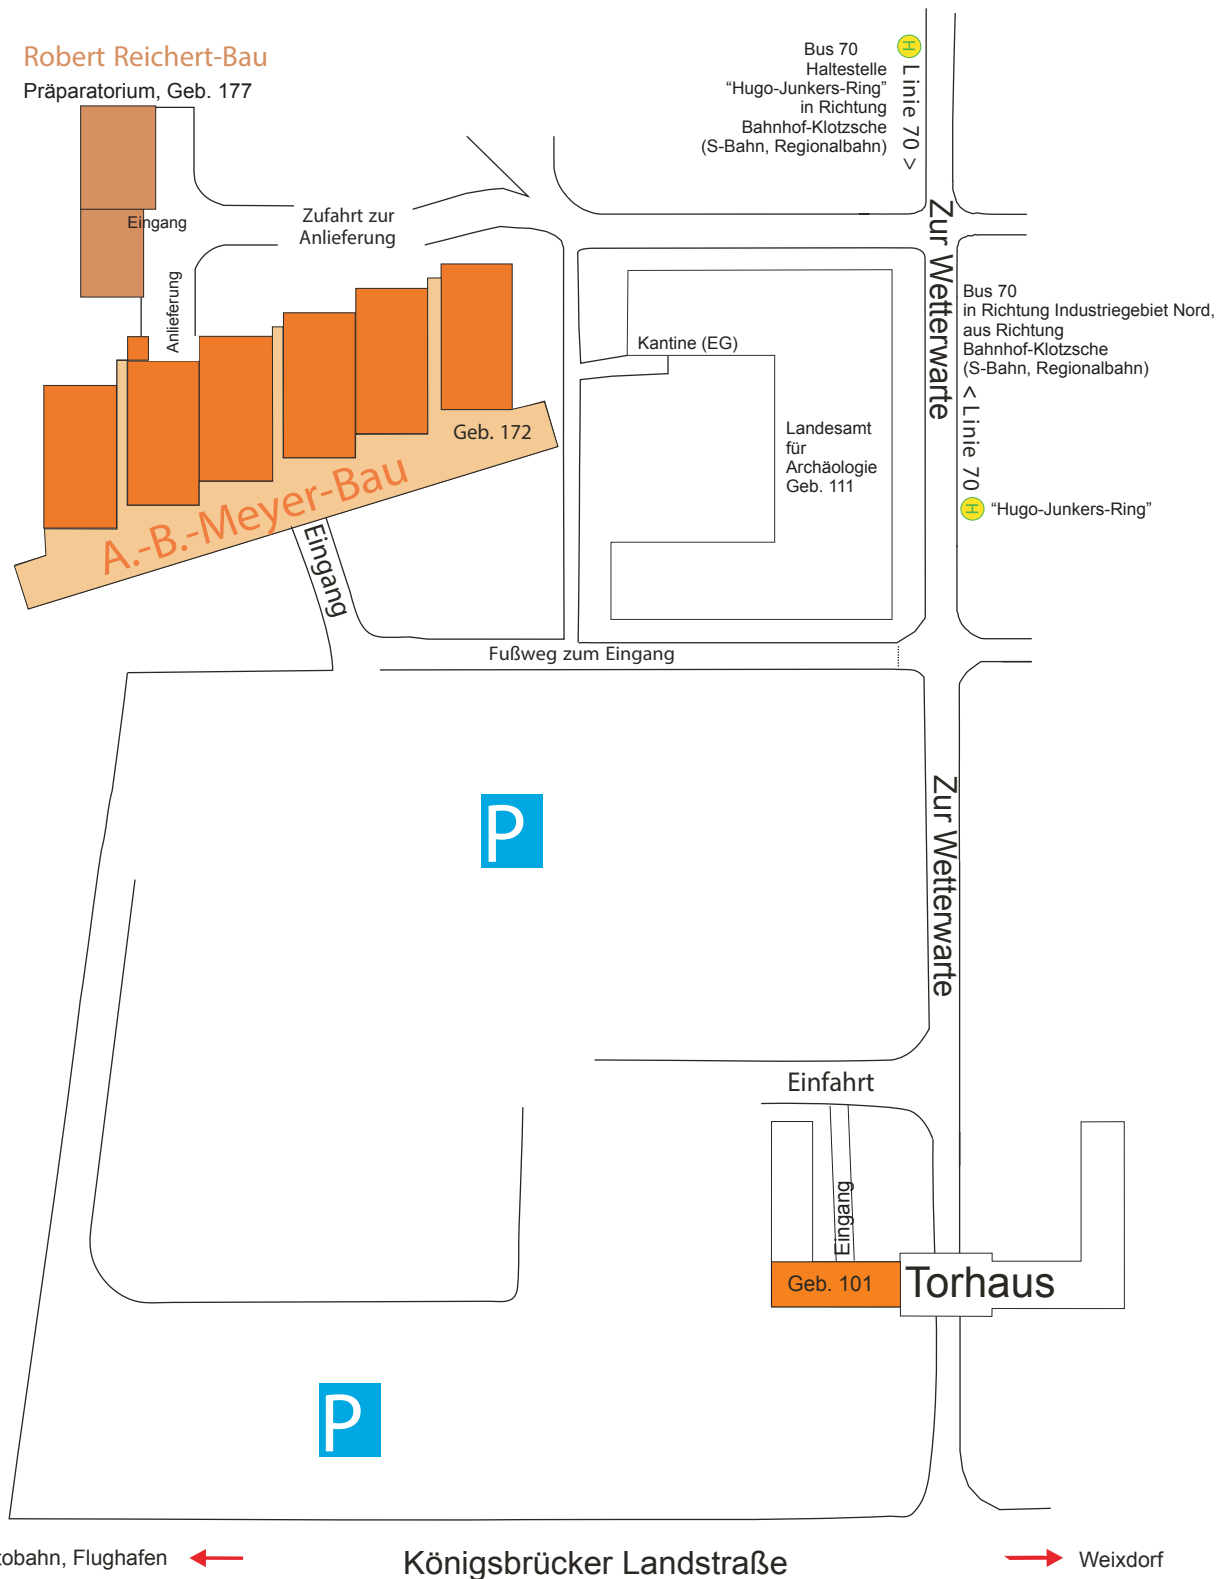 Robert Reichert-Bau
Präparatorium, Geb. 177
Bus 70
Haltestelle
“Hugo-Junkers-Ring”
in Richtung
Bahnhof-Klotzsche
(S-Bahn, Regionalbahn)
H
Linie 70 >
Eingang
Zufahrt zur
Anlieferung
Anlieferung
Zur Wetterwarte
Bus 70
in Richtung Industriegebiet Nord,
aus Richtung
Bahnhof-Klotzsche
(S-Bahn, Regionalbahn)
< Linie 70
H “Hugo-Junkers-Ring”
Kantine (EG)
Landesamt
für
Archäologie
Geb. 111
Geb. 172
A.-B.-Meyer-Bau
Eingang
Fußweg zum Eingang
P
Zur Wetterwarte
Einfahrt
Eingang
Geb. 101
Torhaus
P
tobahn, Flughafen
Königsbrücker Landstraße
Weixdorf